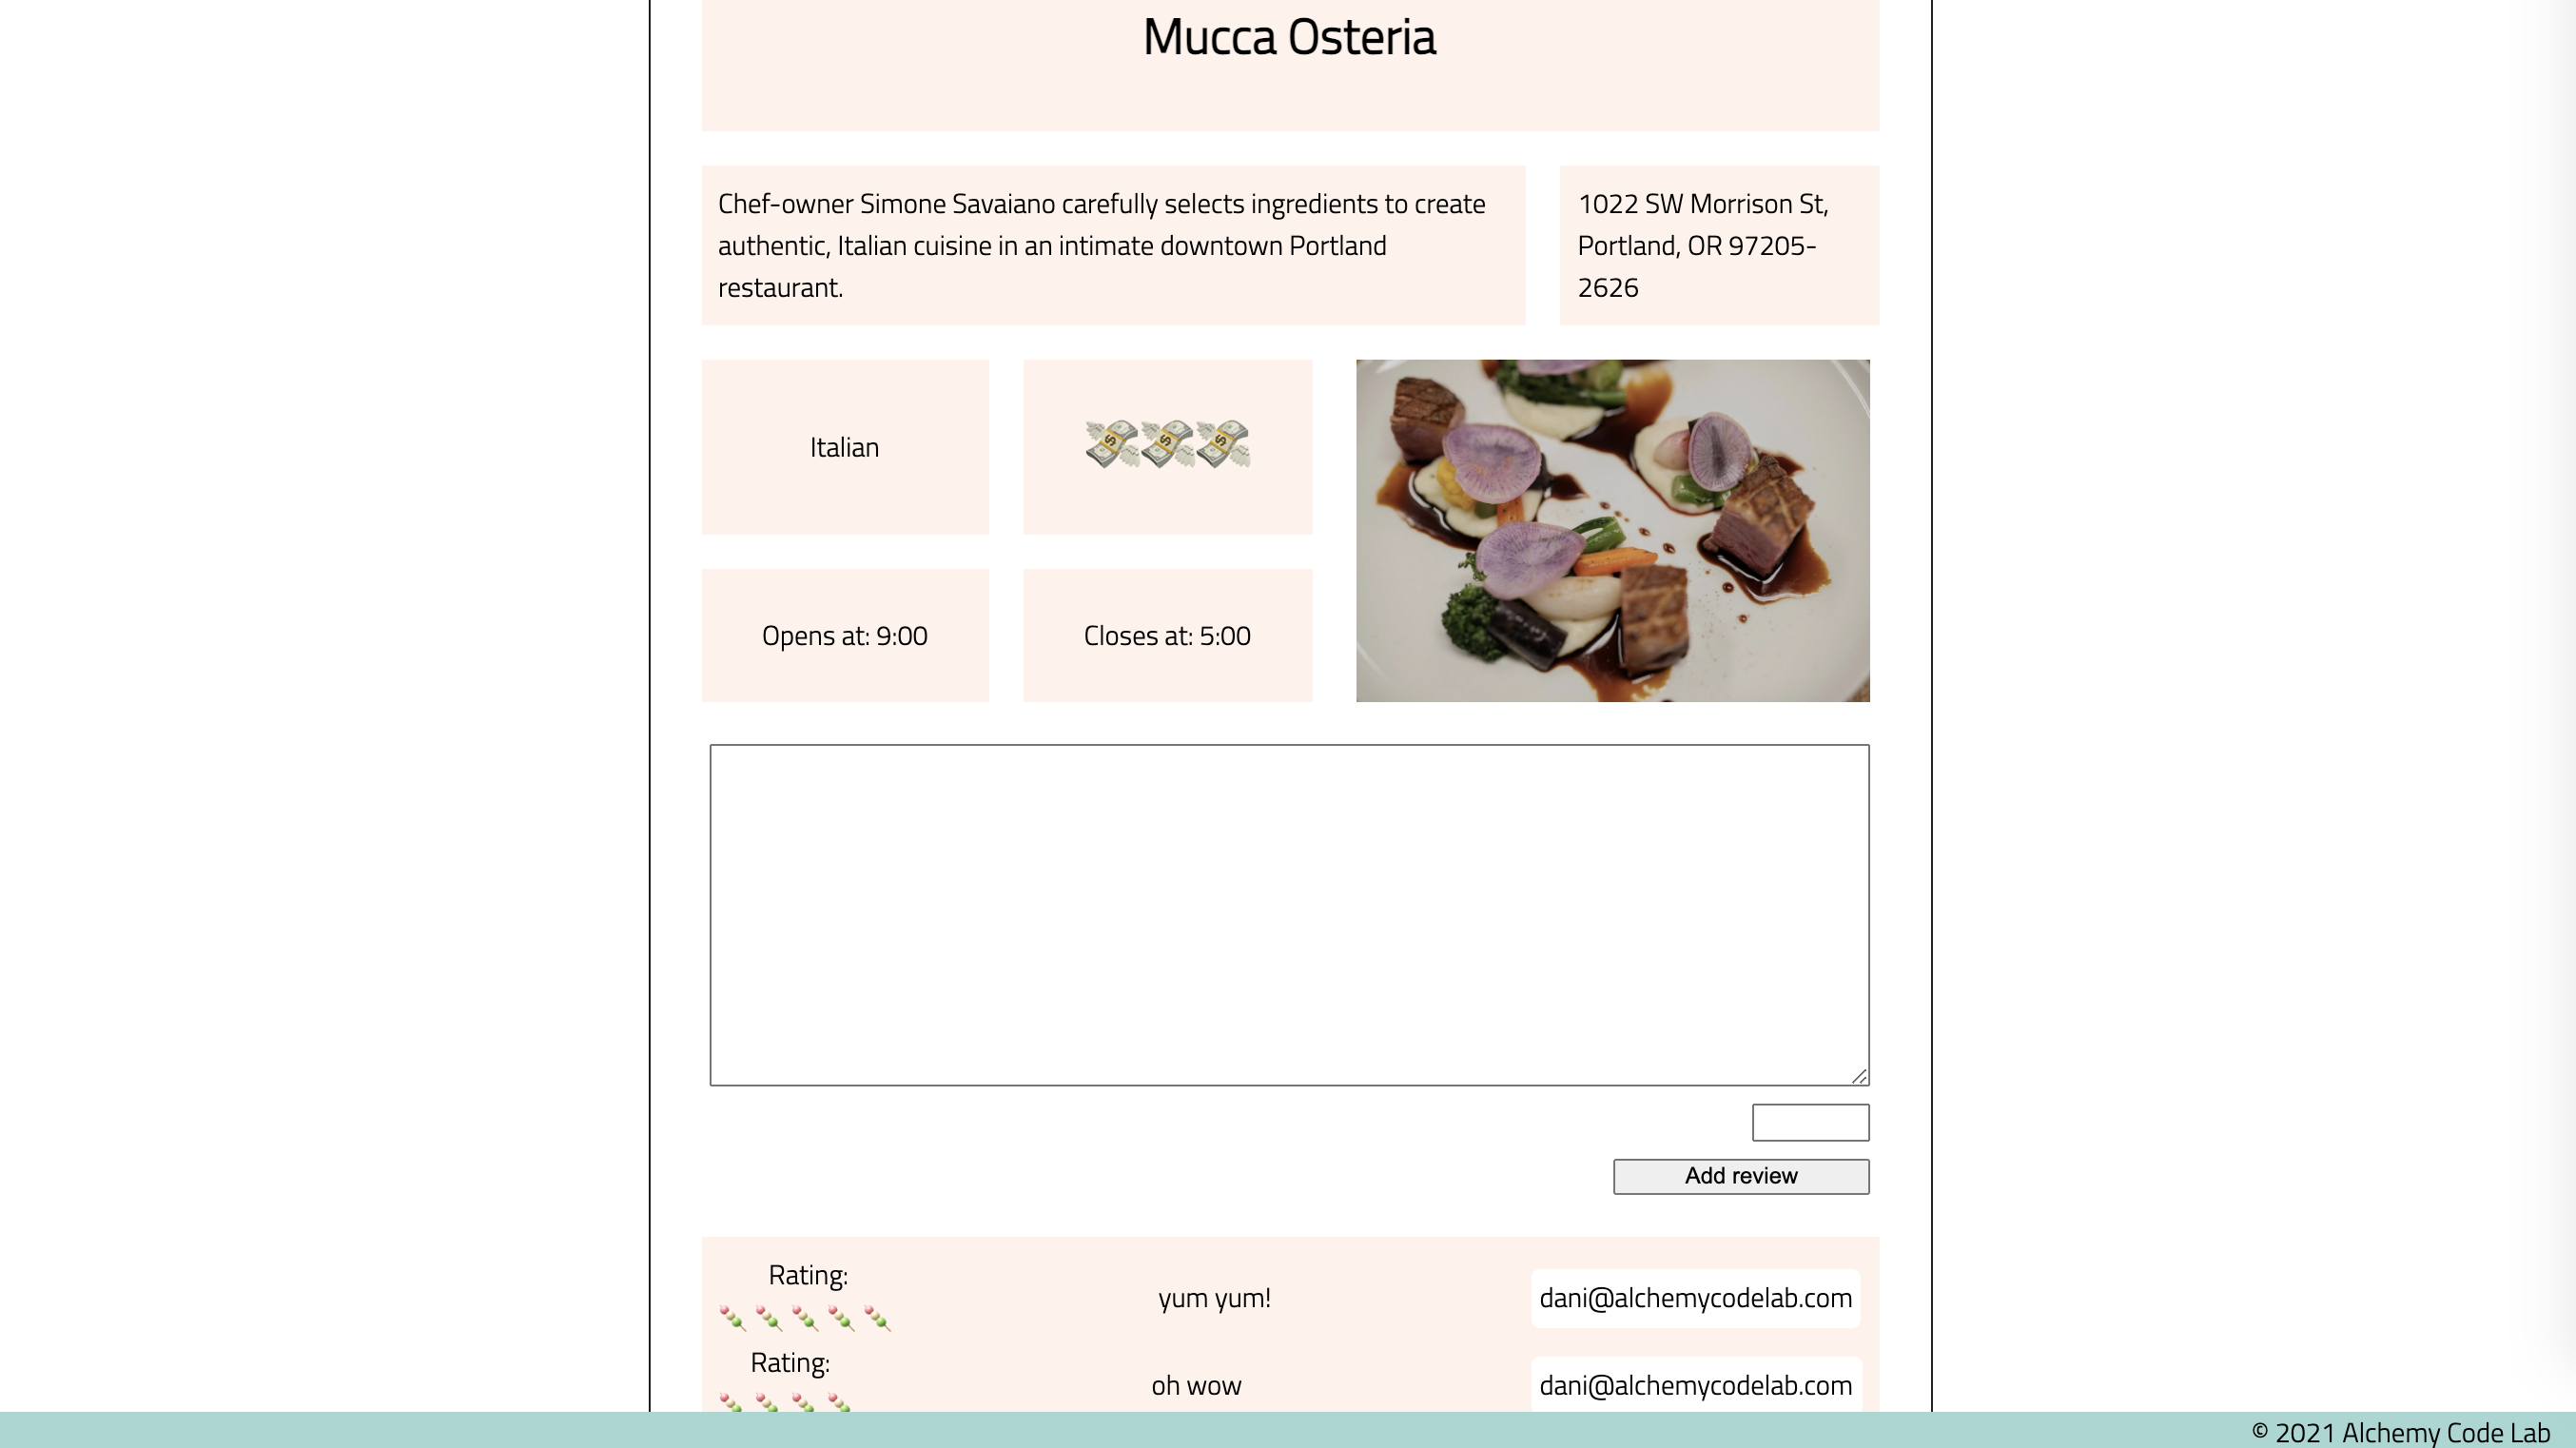 Mucca Osteria
Chef-owner Simone Savaiano carefully selects ingredients to create
authentic, Italian cuisine in an intimate downtown Portland
restaurant.
1022 SW Morrison St,
Portland, OR 97205-
2626
Italian
💸💸💸
Opens at: 9:00
Closes at: 5:00
Add review
Rating:
🍡🍡🍡🍡🍡
yum yum!
dani@alchemycodelab.com
Rating:
🍡🍡🍡🍡
oh wow
dani@alchemycodelab.com
© 2021 Alchemy Code Lab